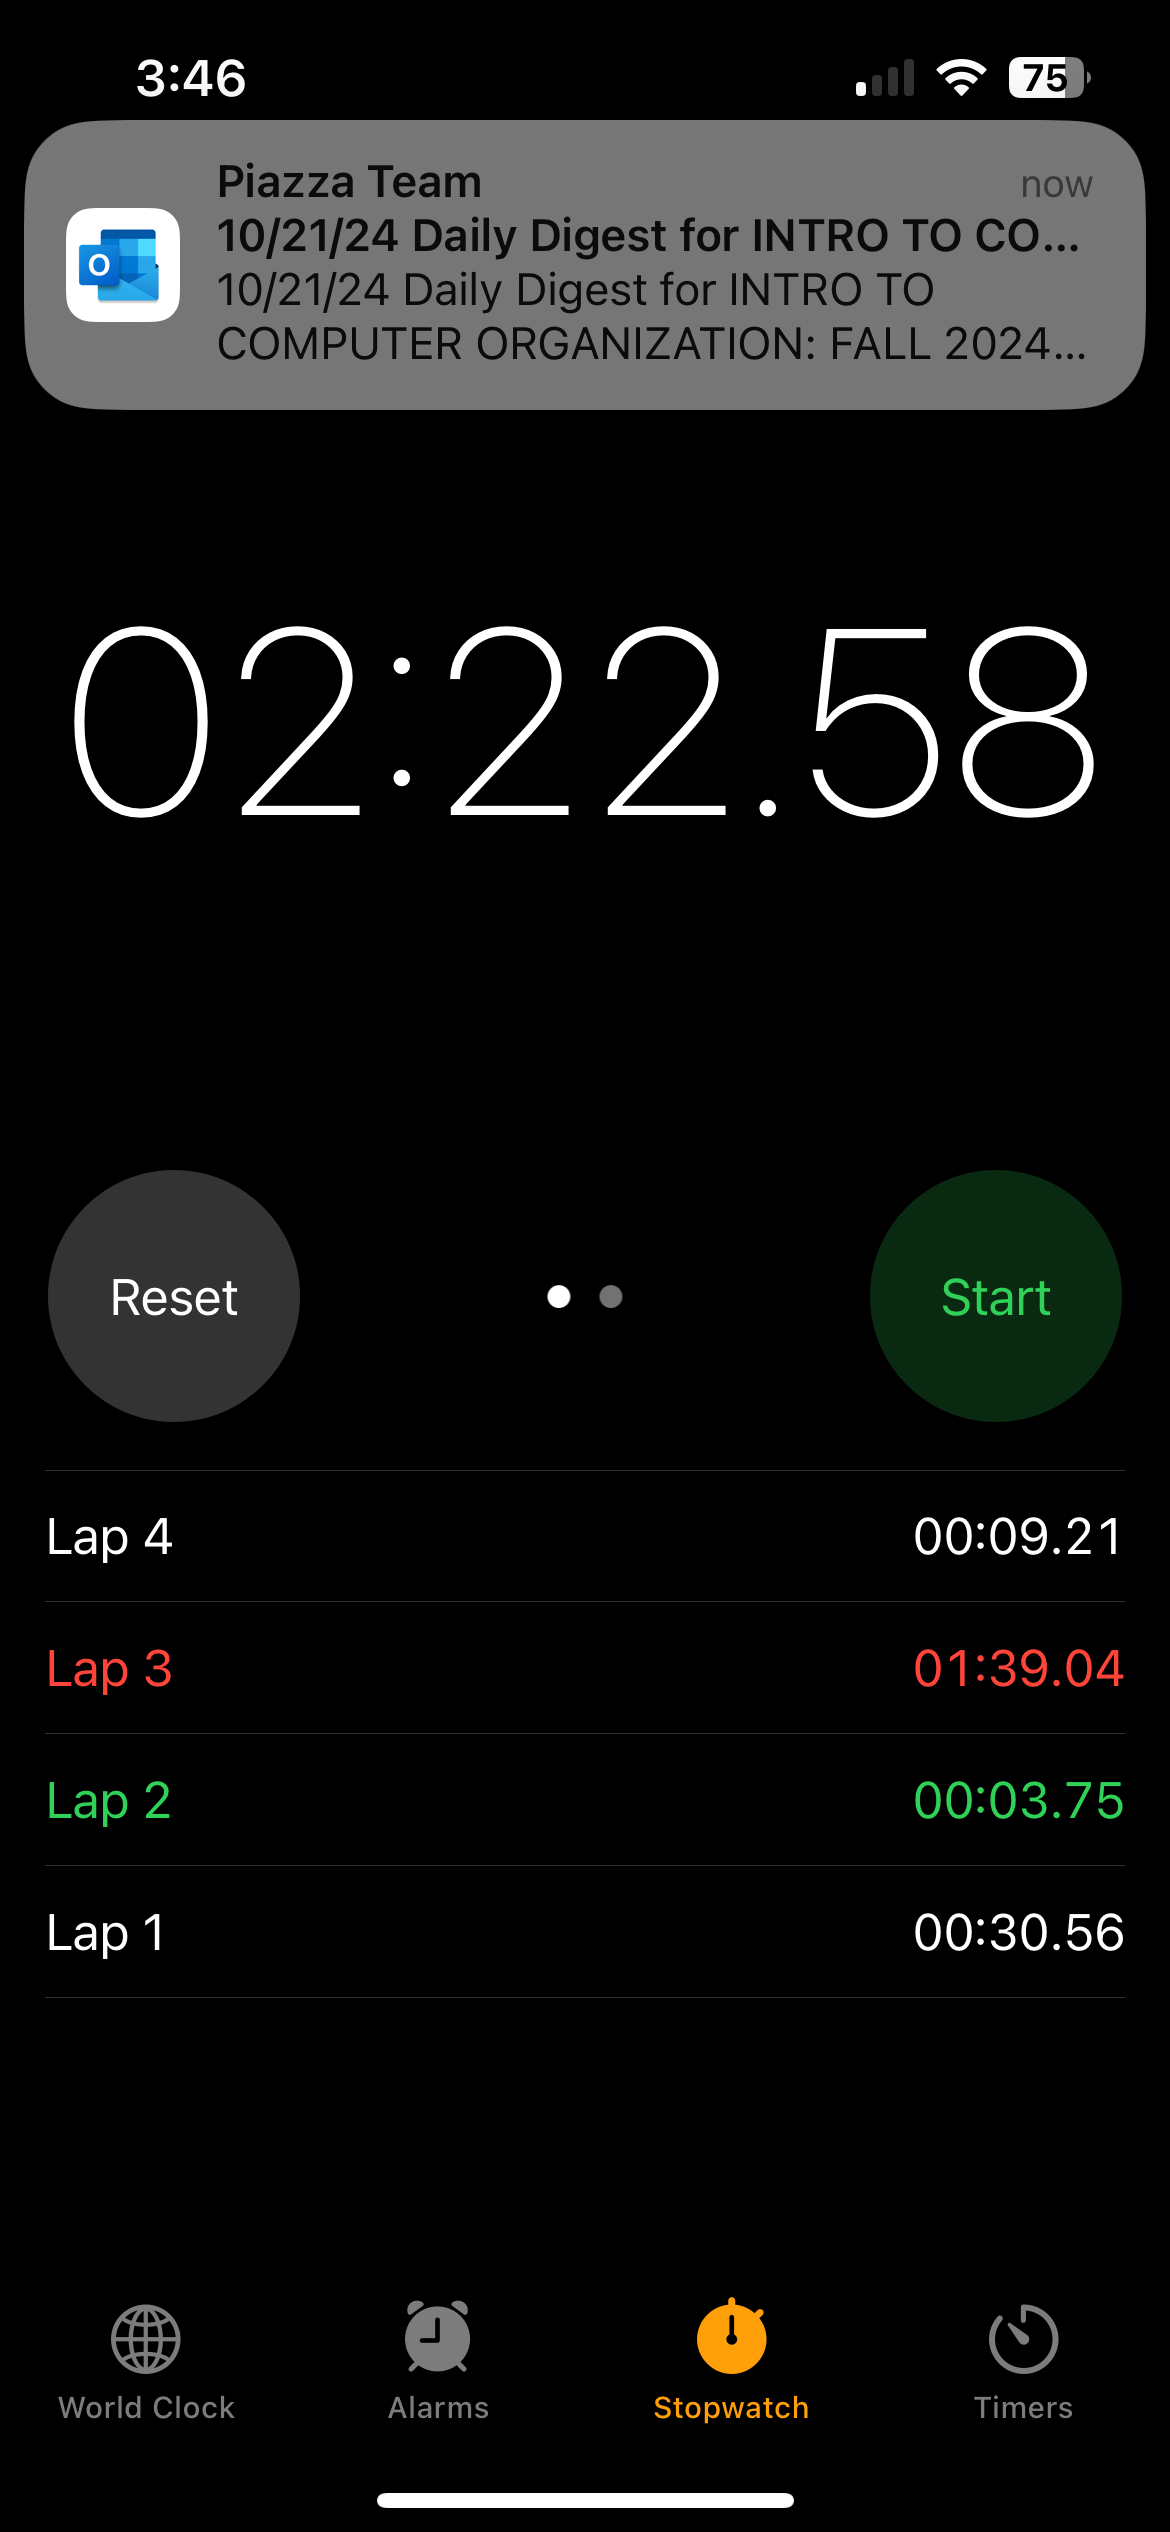 3:46
75
Piazza Team now
10/21/24 Daily Digest for INTRO TO CO...
10/21/24 Daily Digest for INTRO TO
COMPUTER ORGANIZATION: FALL 2024...
O
02:22.58
Reset
Start
Lap 4 00:09.21
Lap 3 01:39.04
Lap 2 00:03.75
Lap 1 00:30.56
World Clock Alarms Stopwatch Timers